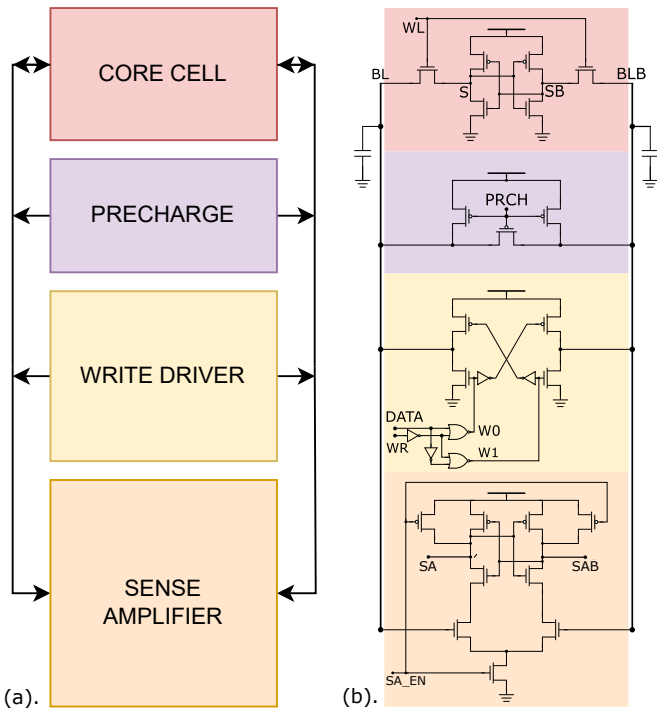 CORE CELL
PRECHARGE
WRITE DRIVER
SENSE
AMPLIFIER
(a).
WL
BL
BLB
S
SB
PRCH
DATA
W0
WR
W1
SA
SAB
SA_EN
(b).